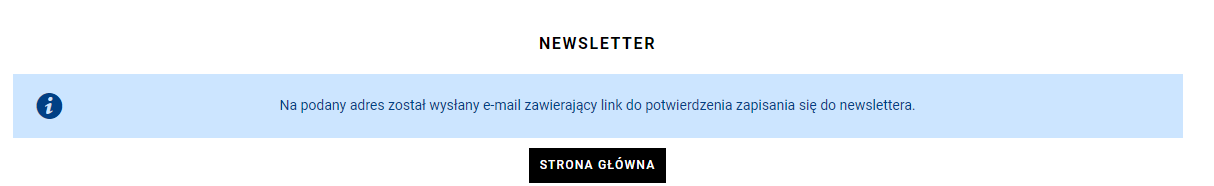 NEWSLETTER
Na podany adres został wysłany e-mail zawierający link do potwierdzenia zapisania się do newslettera.
STRONA GŁÓWNA